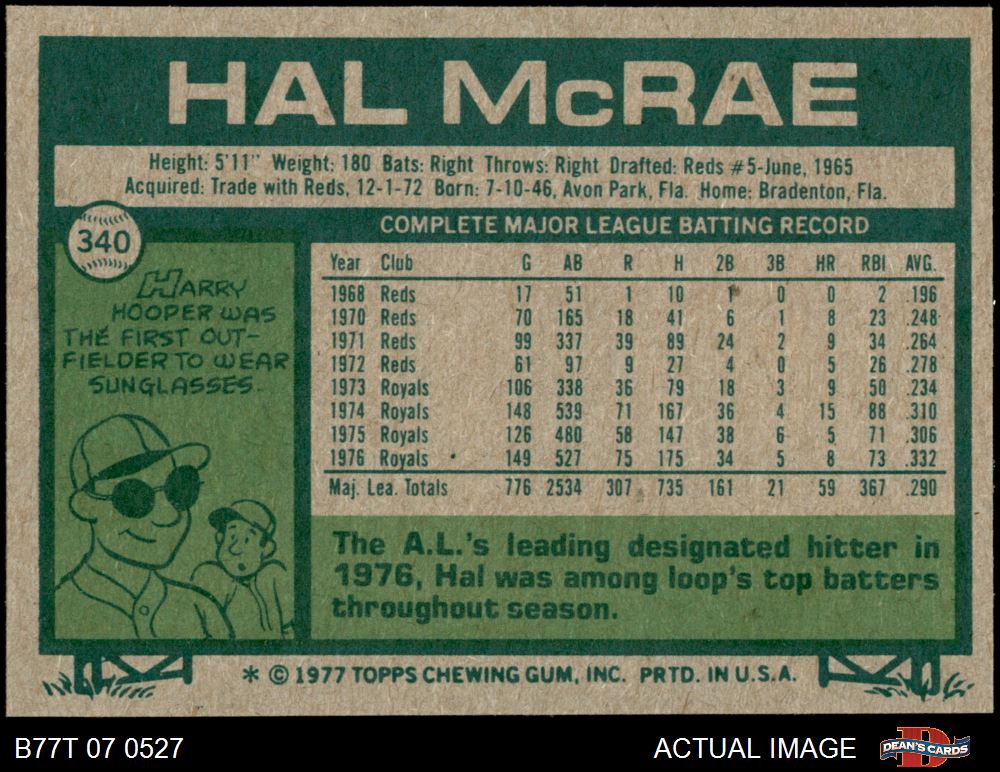 HAL McRAE
Height: 5'11" Weight: 180 Bats: Right Throws: Right Drafted: Reds #5-June, 1965
Acquired: Trade with Reds, 12-1-72 Born: 7-10-46, Avon Park, Fla. Home: Bradenton, Fla.
340
HARRY
HOOPER WAS
THE FIRST OUT-
FIELDER TO WEAR
SUNGLASSES.
COMPLETE MAJOR LEAGUE BATTING RECORD
Year Club G AB R H 2B 3B HR RBI AVG.
1968 Reds 17 51 1 10 1 0 0 2 .196
1970 Reds 70 165 18 41 6 1 8 23 .248
1971 Reds 99 337 39 89 24 2 9 34 .264
1972 Reds 61 97 9 27 4 0 5 26 .278
1973 Royals 106 338 36 79 18 3 9 50 .234
1974 Royals 148 539 71 167 36 4 15 88 .310
1975 Royals 126 480 58 147 38 6 5 71 .306
1976 Royals 149 527 75 175 34 5 8 73 .332
Maj. Lea. Totals 776 2534 307 735 161 21 59 367 .290
The A.L.'s leading designated hitter in
1976, Hal was among loop's top batters
throughout season.
* © 1977 TOPPS CHEWING GUM, INC. PRTD. IN U.S.A.
B77T 07 0527 ACTUAL IMAGE DEAN'S CARDS